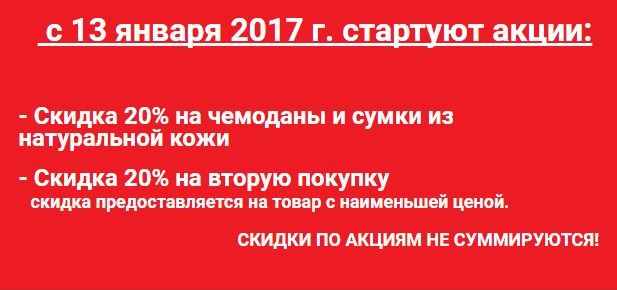 с 13 января 2017 г. стартуют акции:
- Скидка 20% на чемоданы и сумки из
натуральной кожи
- Скидка 20% на вторую покупку
скидка предоставляется на товар с наименьшей ценой.
СКИДКИ ПО АКЦИЯМ НЕ СУММИРУЮТСЯ!